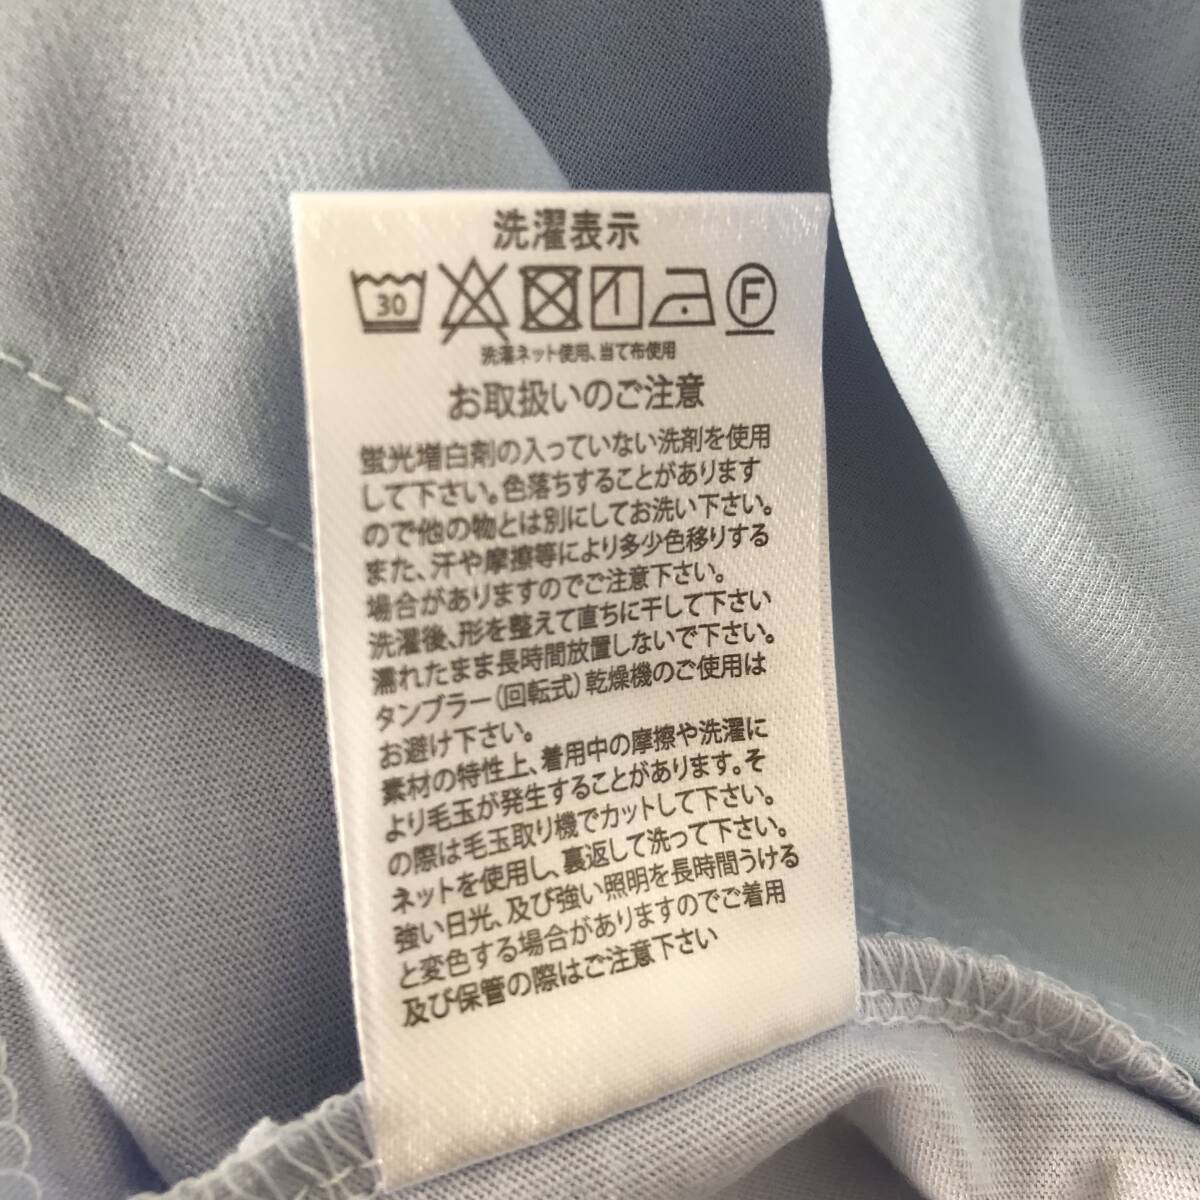 洗濯表示
30 F
洗濯ネット使用、当て布使用
お取扱いのご注意
蛍光増白剤の入っていない洗剤を使用
して下さい。色落ちすることがあります
ので他の物とは別にしてお洗い下さい。
また、汗や摩擦等により多少色移りする
場合がありますのでご注意下さい。
洗濯後、形を整えて直ちに干して下さい
濡れたまま長時間放置しないで下さい。
タンブラー(回転式)乾燥機のご使用は
お避け下さい。
素材の特性上、着用中の摩擦や洗濯に
より毛玉が発生することがあります。そ
の際は毛玉取り機でカットして下さい。
ネットを使用し、裏返して洗って下さい。
強い日光、及び強い照明を長時間うける
と変色する場合がありますのでご着用
及び保管の際はご注意下さい